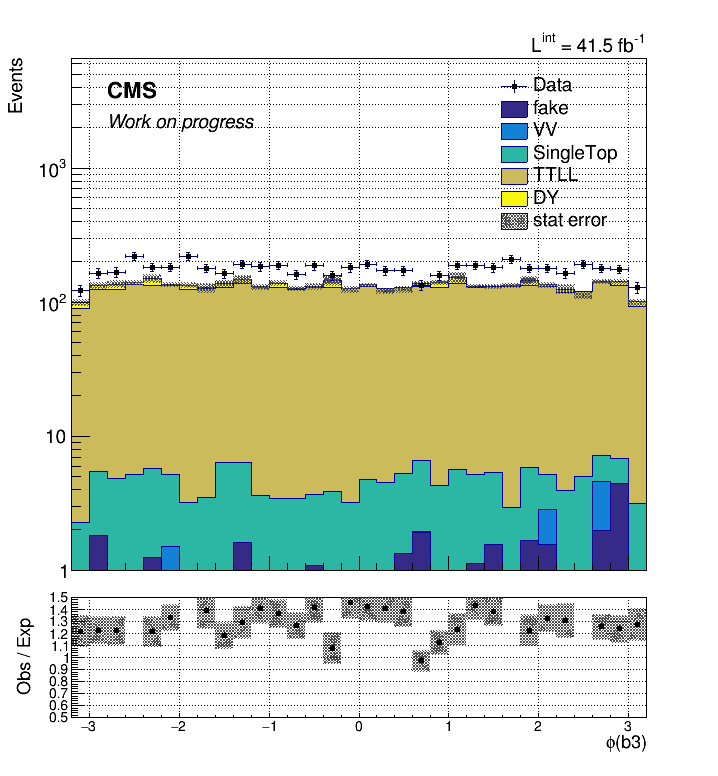 L^int = 41.5 fb^-1
Events
CMS
Work on progress
Data
fake
VV
SingleTop
TTLL
DY
stat error
10^3
10^2
10
1
Obs / Exp
1.5
1.4
1.3
1.2
1.1
1
0.9
0.8
0.7
0.6
0.5
−3 −2 −1 0 1 2 3
ϕ(b3)